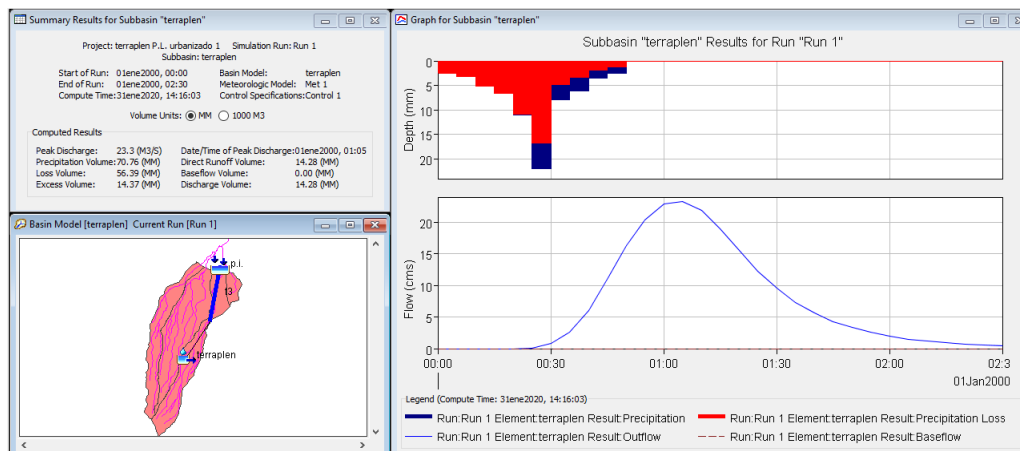 Summary Results for Subbasin "terraplen"
Project: terraplen P.L. urbanizado 1 Simulation Run: Run 1
Subbasin: terraplen
Start of Run: 01ene2000, 00:00 Basin Model: terraplen
End of Run: 01ene2000, 02:30 Meteorologic Model: Met 1
Compute Time:31ene2020, 14:16:03 Control Specifications:Control 1
Volume Units: MM 1000 M3
Computed Results
Peak Discharge: 23.3 (M3/S) Date/Time of Peak Discharge:01ene2000, 01:05
Precipitation Volume:70.76 (MM) Direct Runoff Volume: 14.28 (MM)
Loss Volume: 56.39 (MM) Baseflow Volume: 0.00 (MM)
Excess Volume: 14.37 (MM) Discharge Volume: 14.28 (MM)
Basin Model [terraplen] Current Run [Run 1]
p.i.
t3
terraplen
Graph for Subbasin "terraplen"
Subbasin "terraplen" Results for Run "Run 1"
Depth (mm)
0
5
10
15
20
Flow (cms)
20
15
10
5
0
00:00 00:30 01:00 01:30 02:00 02:3
01Jan2000
Legend (Compute Time: 31ene2020, 14:16:03)
Run:Run 1 Element:terraplen Result:Precipitation Run:Run 1 Element:terraplen Result:Precipitation Loss
Run:Run 1 Element:terraplen Result:Outflow Run:Run 1 Element:terraplen Result:Baseflow